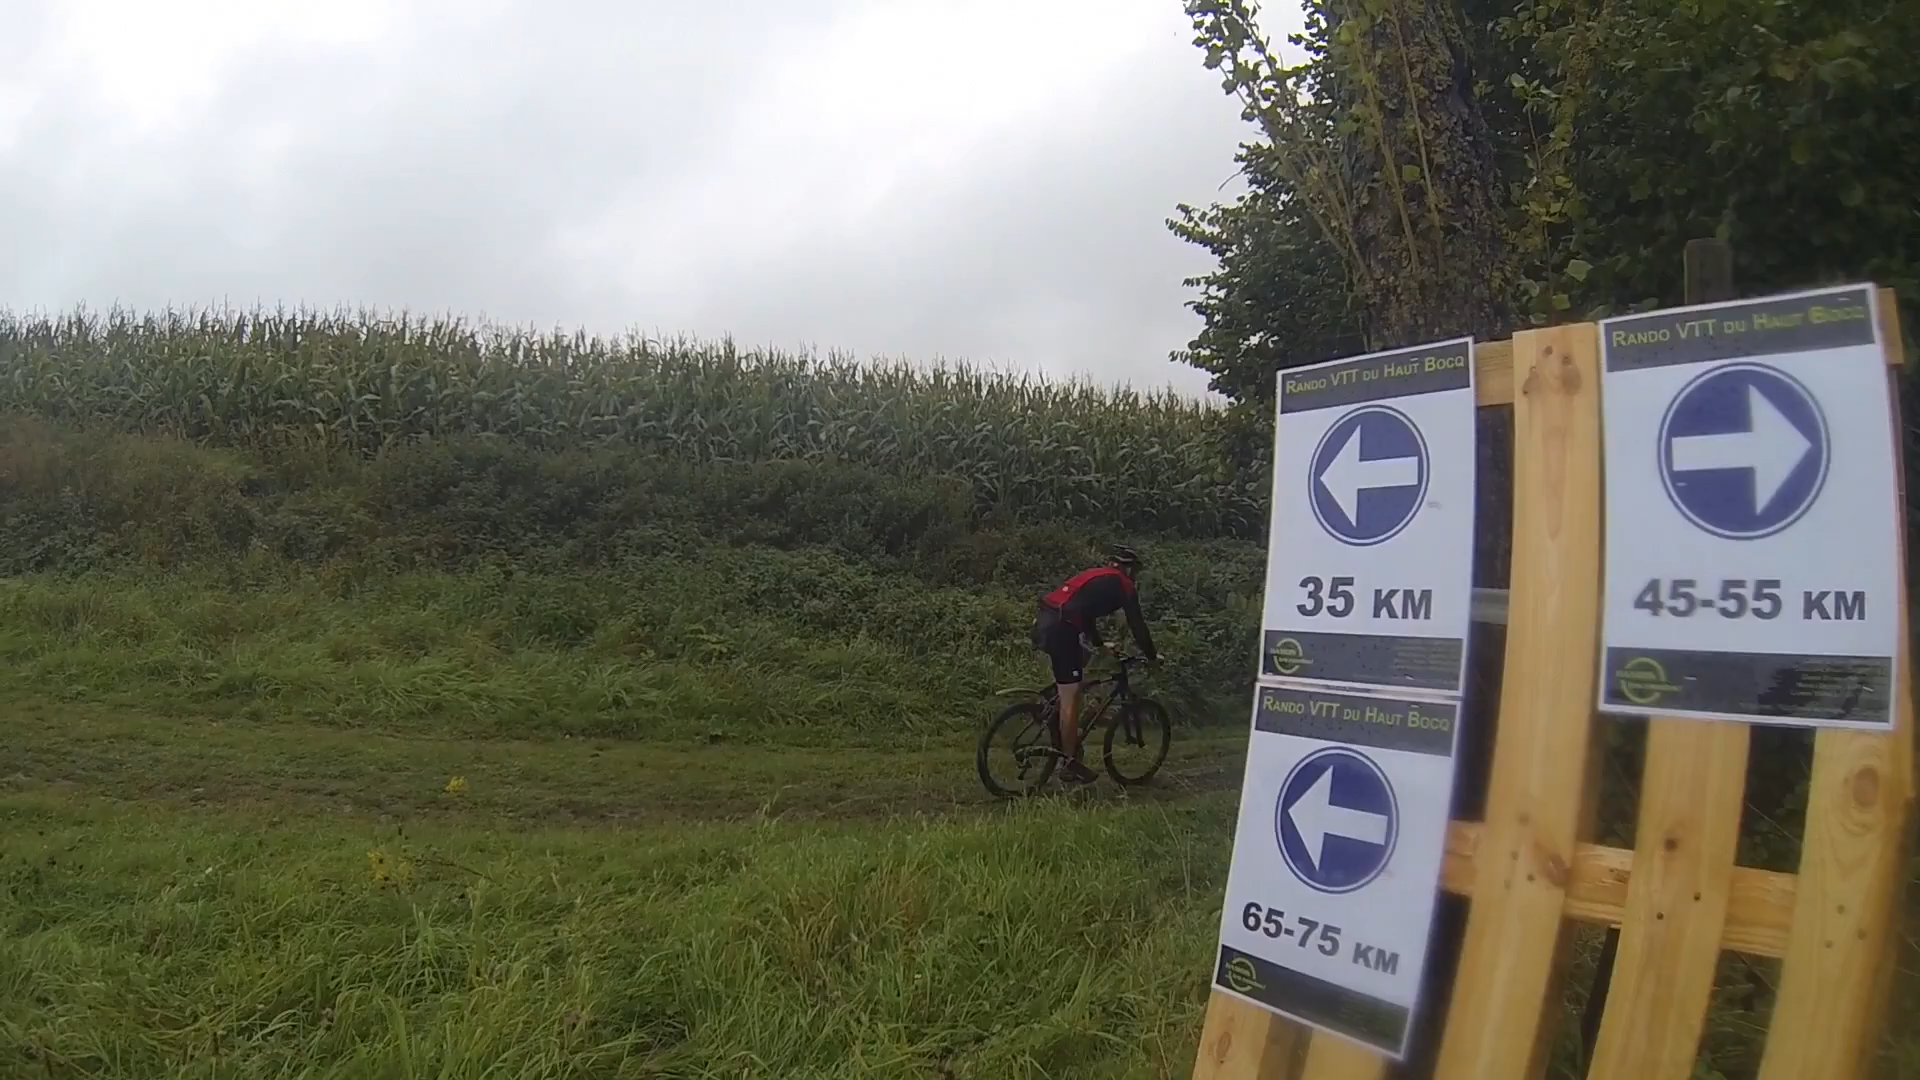 RANDO VTT DU HAUT BOCQ
35 KM
RANDO VTT DU HAUT BOCQ
65-75 KM
RANDO VTT DU HAUT BOCQ
45-55 KM